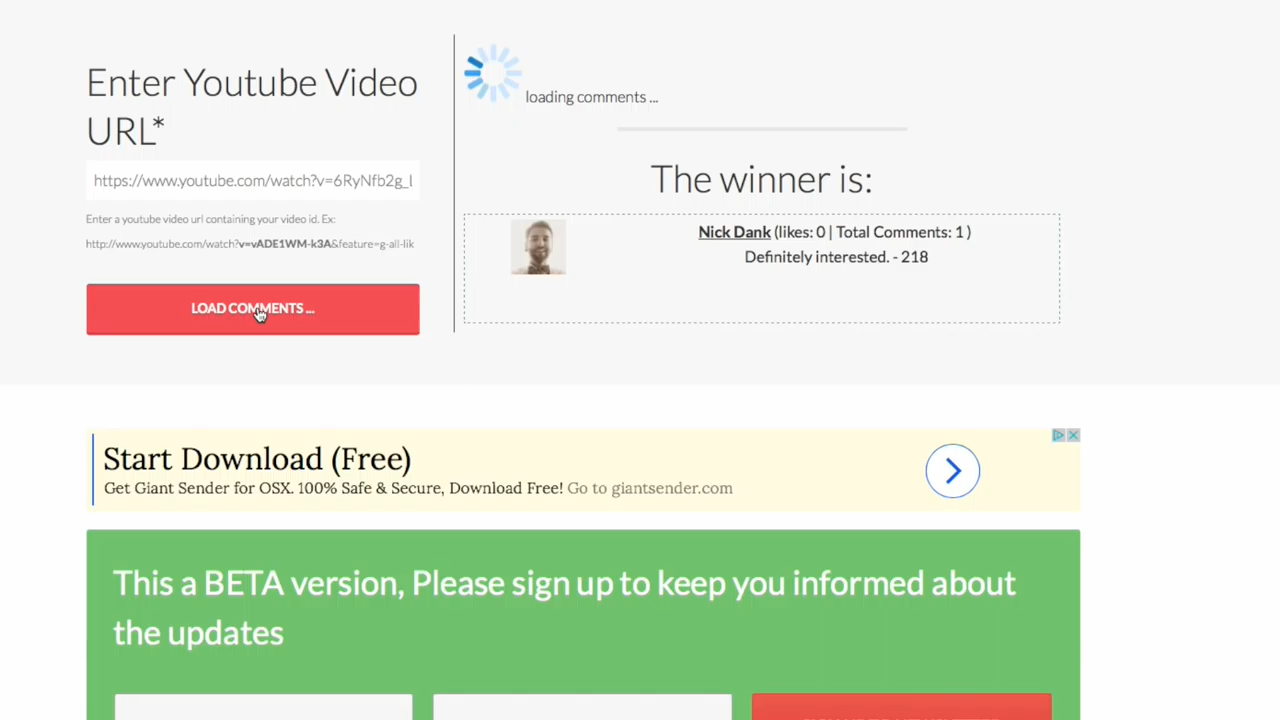 Enter Youtube Video
URL*
https://www.youtube.com/watch?v=6RyNfb2g_l
Enter a youtube video url containing your video id. Ex:
http://www.youtube.com/watch?v=vADE1WM-k3A&feature=g-all-lik
LOAD COMMENTS ...
loading comments ...
The winner is:
Nick Dank (likes: 0 | Total Comments: 1 )
Definitely interested. - 218
Start Download (Free)
Get Giant Sender for OSX. 100% Safe & Secure, Download Free! Go to giantsender.com
This a BETA version, Please sign up to keep you informed about
the updates